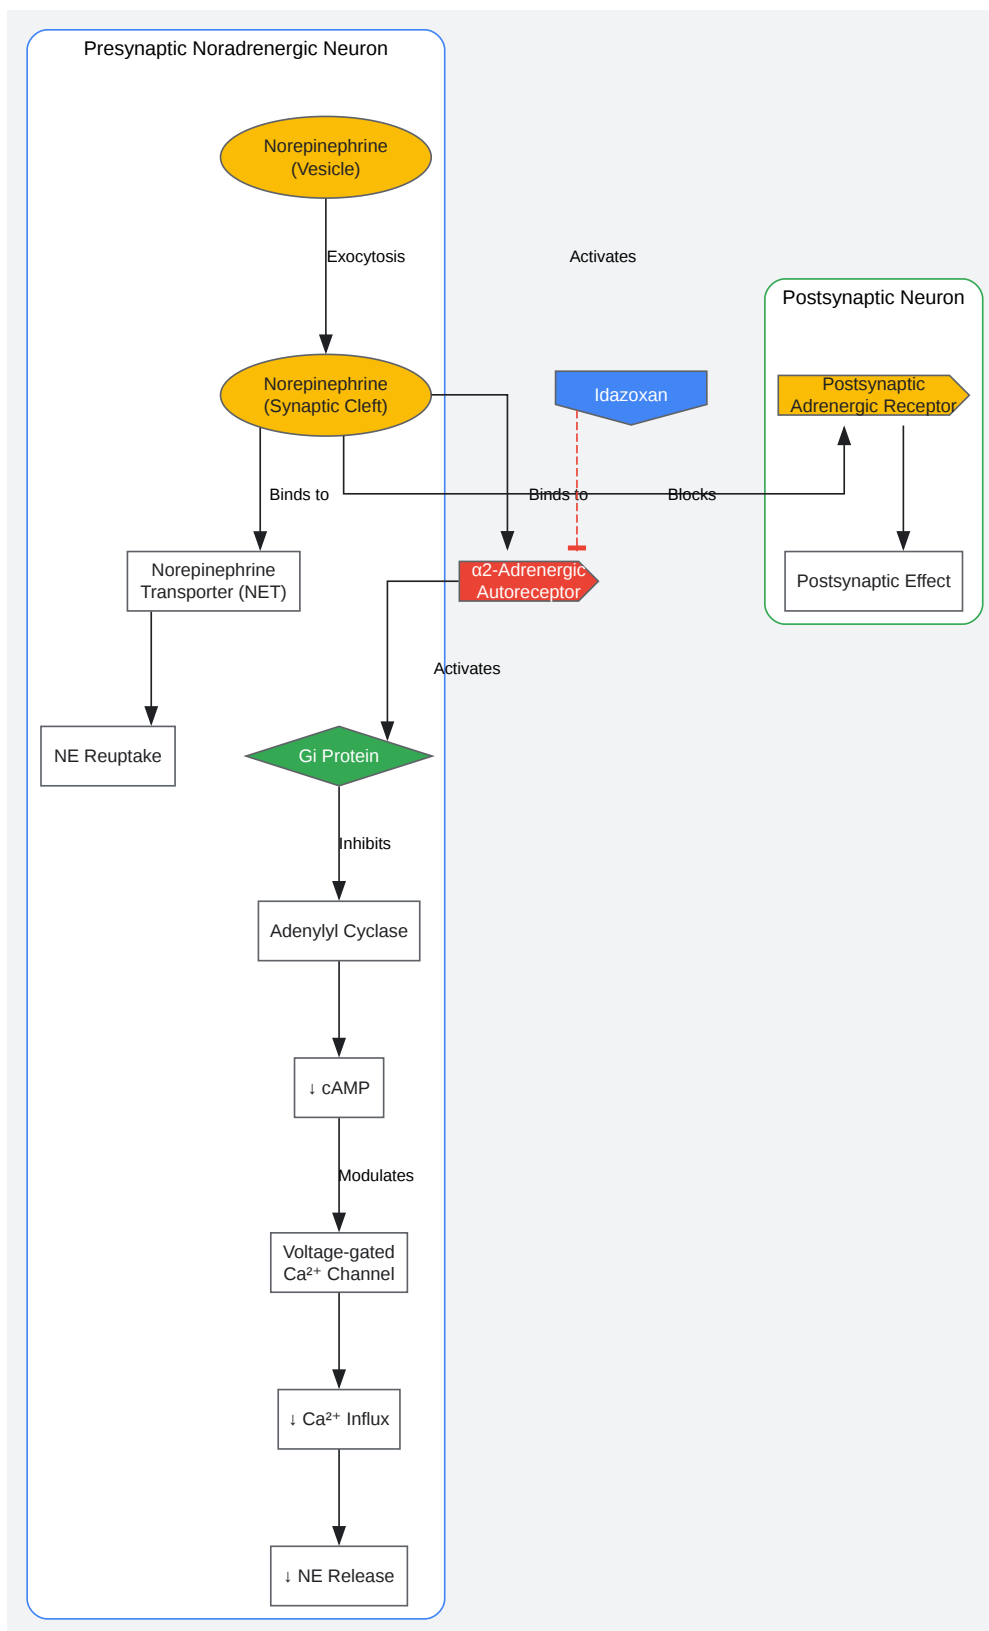 Presynaptic Noradrenergic Neuron
Norepinephrine
(Vesicle)
Exocytosis
Activates
Postsynaptic Neuron
Norepinephrine
(Synaptic Cleft)
Idazoxan
Postsynaptic
Adrenergic Receptor
Binds to
Binds to
Blocks
Norepinephrine
Transporter (NET)
α2-Adrenergic
Autoreceptor
Postsynaptic Effect
Activates
NE Reuptake
Gi Protein
Inhibits
Adenylyl Cyclase
↓ cAMP
Modulates
Voltage-gated
Ca²⁺ Channel
↓ Ca²⁺ Influx
↓ NE Release